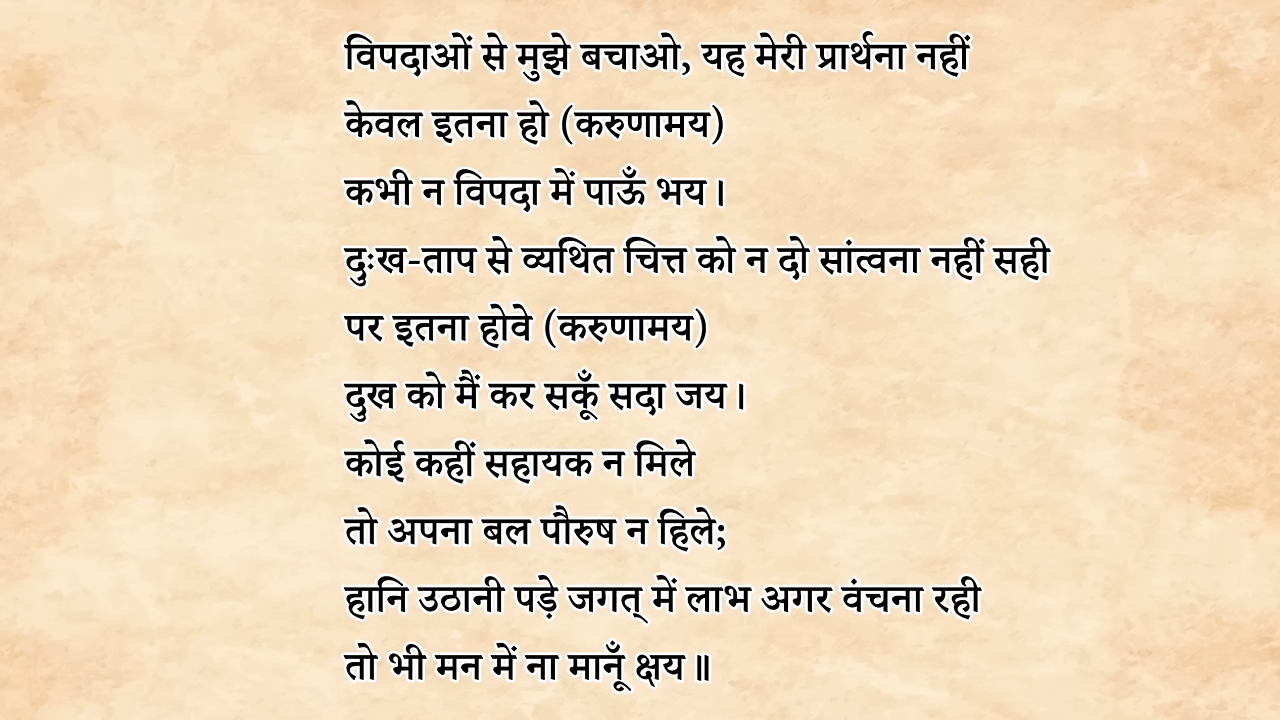 विपदाओं से मुझे बचाओ, यह मेरी प्रार्थना नहीं
केवल इतना हो (करुणामय)
कभी न विपदा में पाऊँ भय।
दुःख-ताप से व्यथित चित्त को न दो सांत्वना नहीं सही
पर इतना होवे (करुणामय)
दुख को मैं कर सकूँ सदा जय।
कोई कहीं सहायक न मिले
तो अपना बल पौरुष न हिले;
हानि उठानी पड़े जगत् में लाभ अगर वंचना रही
तो भी मन में ना मानूँ क्षय॥